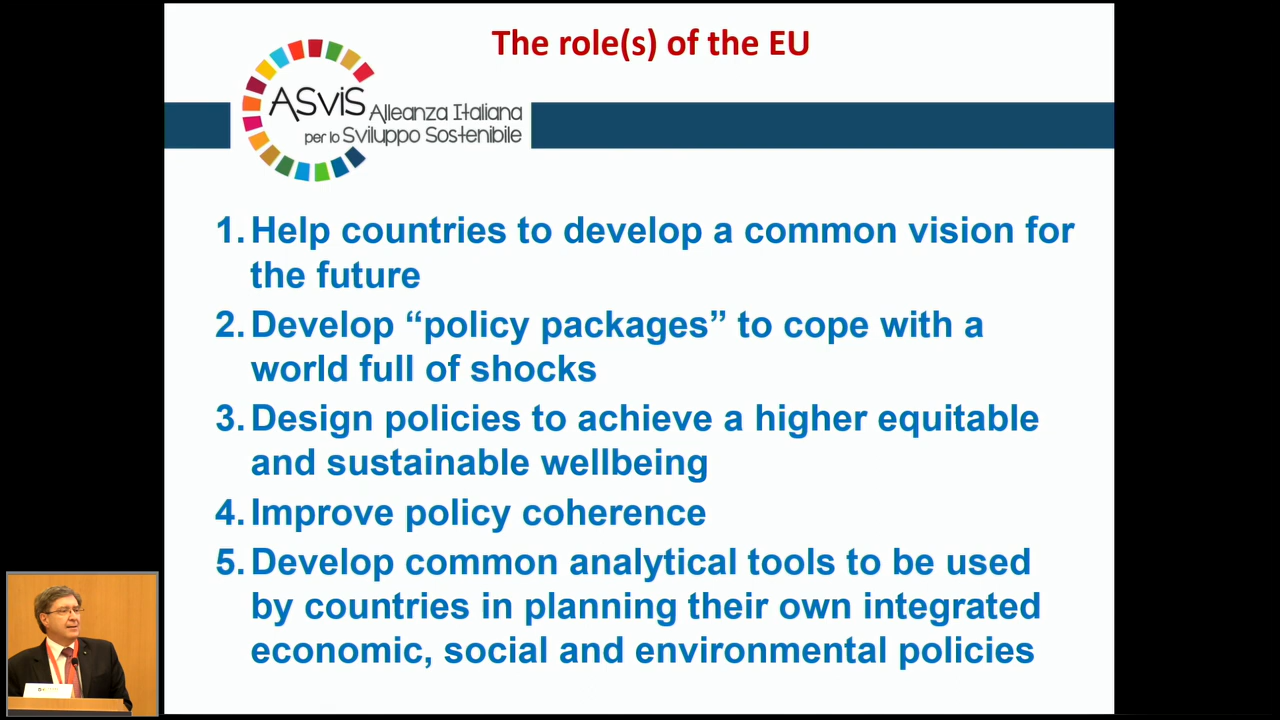 The role(s) of the EU
ASviS Alleanza Italiana
per lo Sviluppo Sostenibile
1. Help countries to develop a common vision for
the future
2. Develop “policy packages” to cope with a
world full of shocks
3. Design policies to achieve a higher equitable
and sustainable wellbeing
4. Improve policy coherence
5. Develop common analytical tools to be used
by countries in planning their own integrated
economic, social and environmental policies